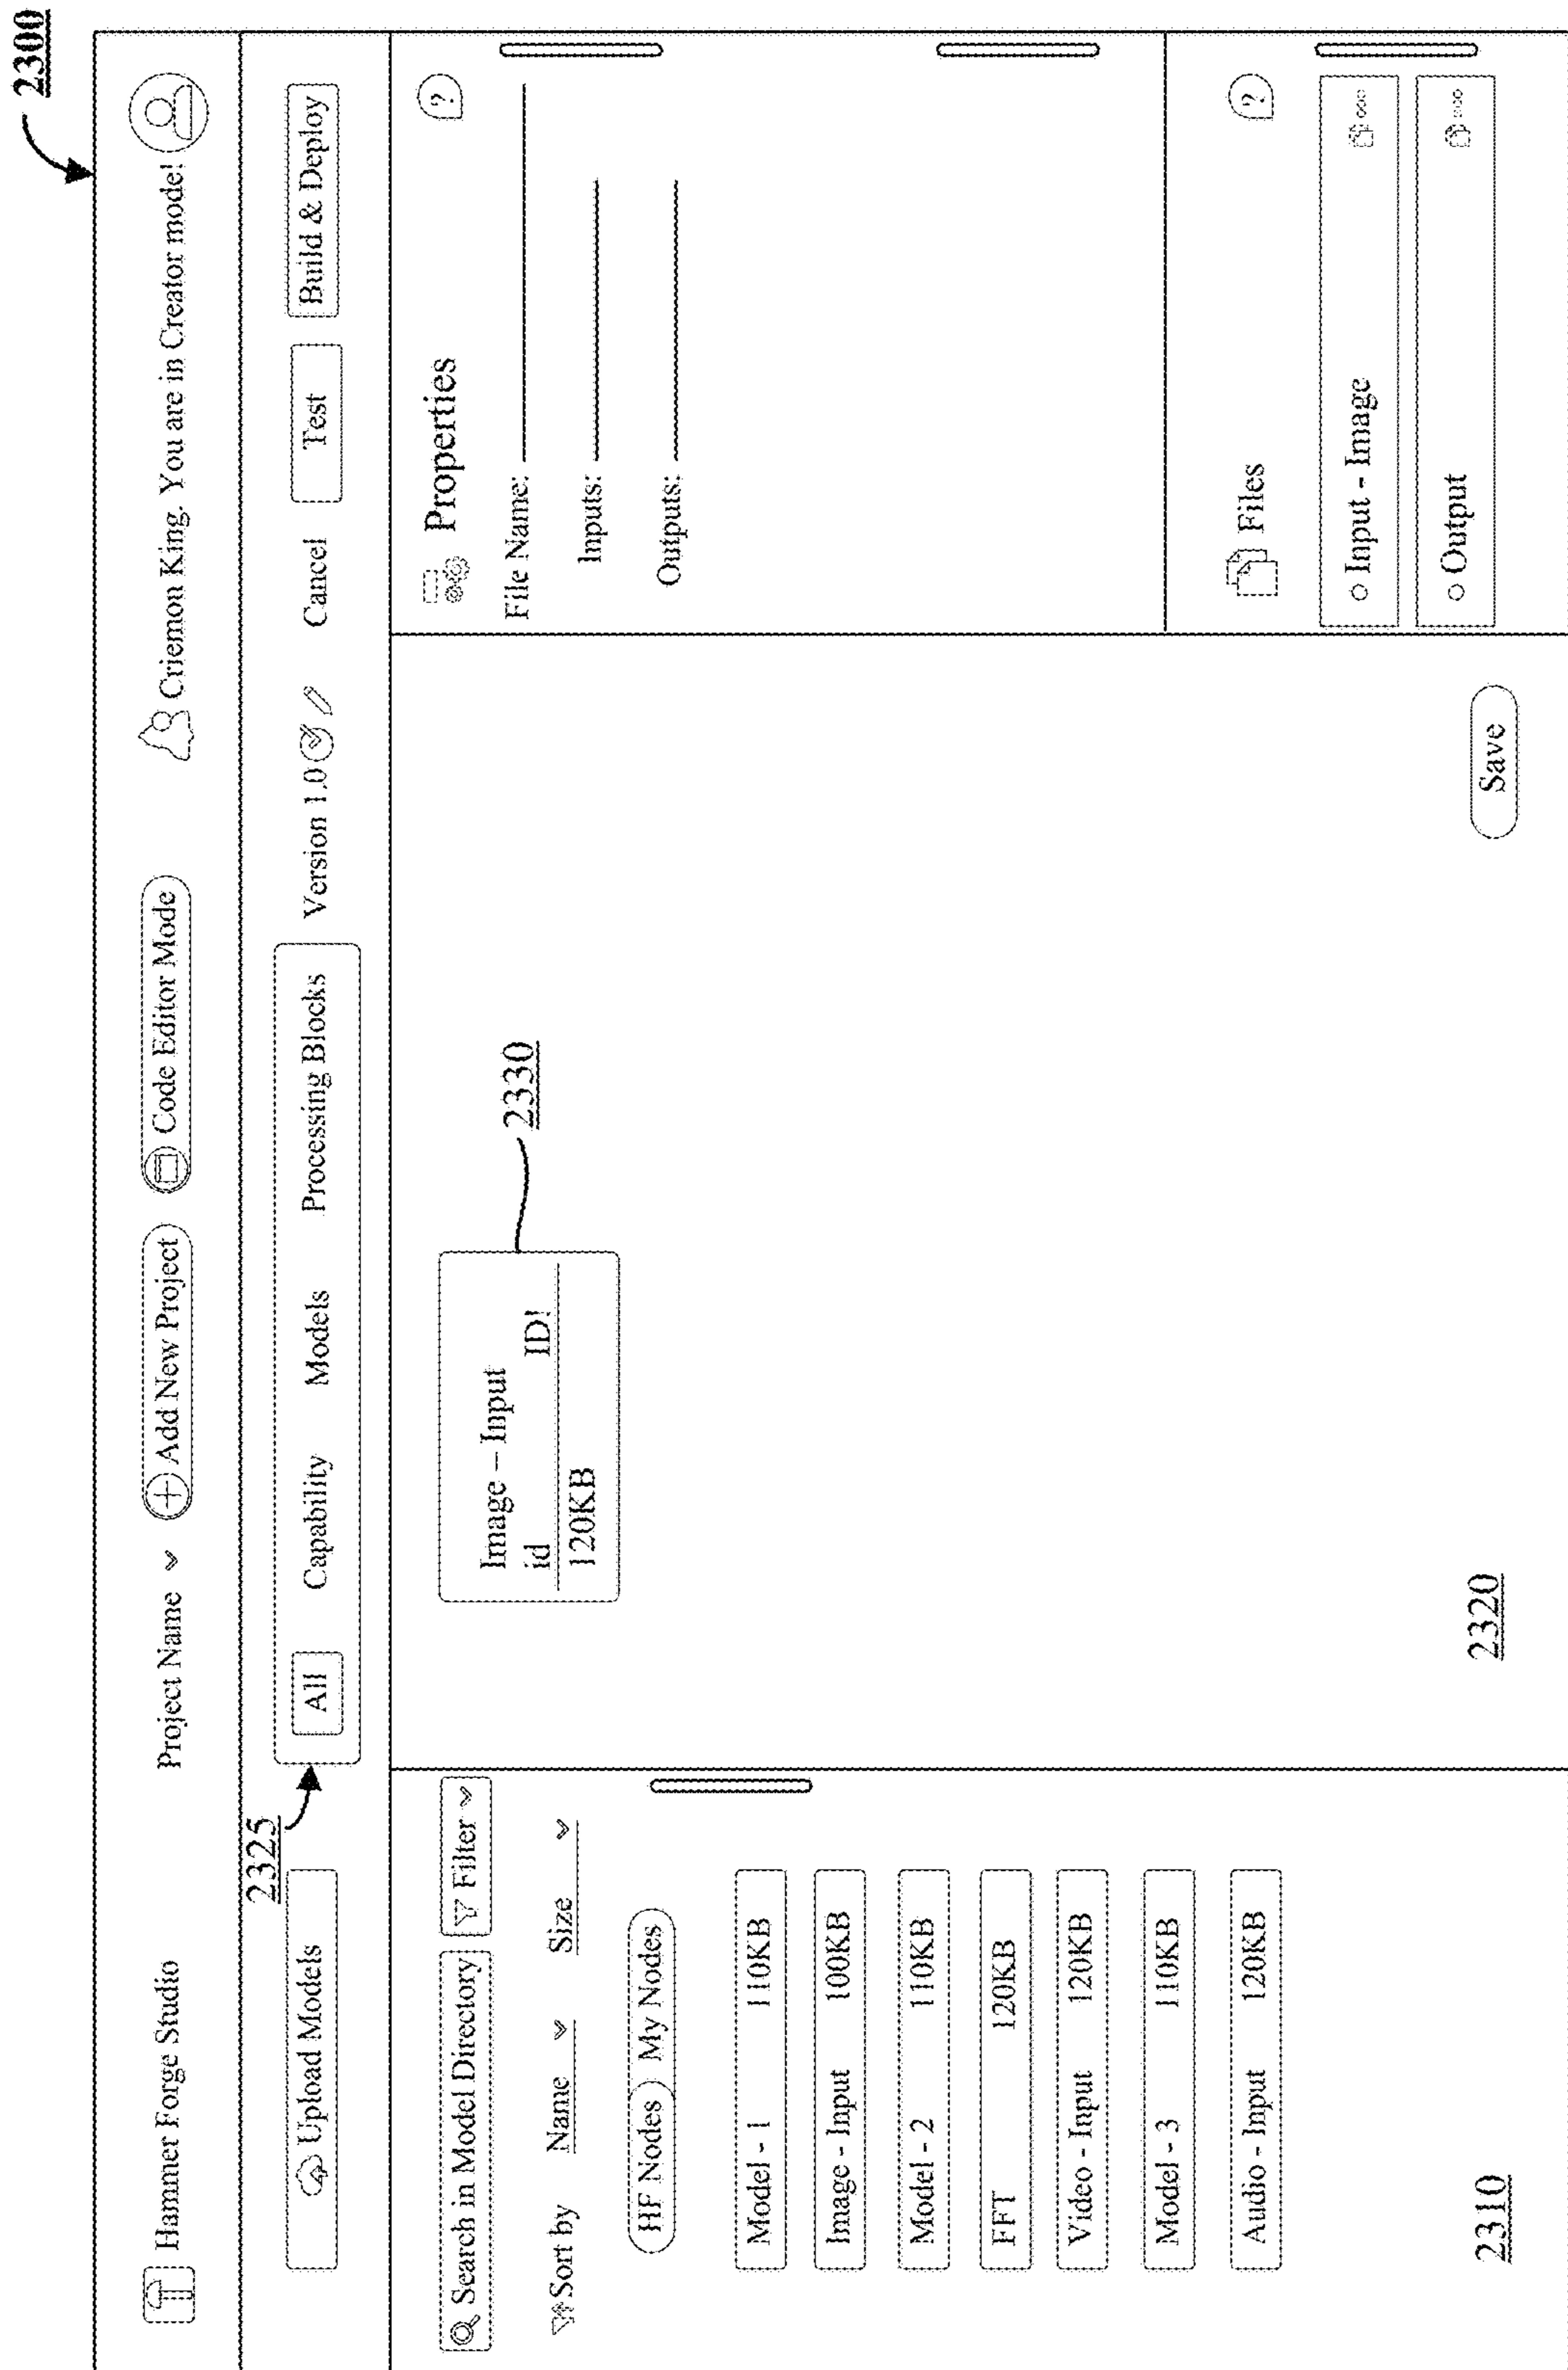 2300
Hammer Forge Studio Project Name Add New Project Code Editor Mode Criemon King. You are in Creator mode!
2325
Upload Models All Capability Models Processing Blocks Version 1.0 Cancel Test Build & Deploy
Search in Model Directory Filter
Sort by Name Size
HF Nodes My Nodes
Model - 1 110KB
Image - Input 100KB
Model - 2 110KB
FFT 120KB
Video - Input 120KB
Model - 3 110KB
Audio - Input 120KB
2310
Image – Input
id ID!
120KB
2330
2320
Save
Properties ?
File Name:
Inputs:
Outputs:
Files ?
Input - Image
Output